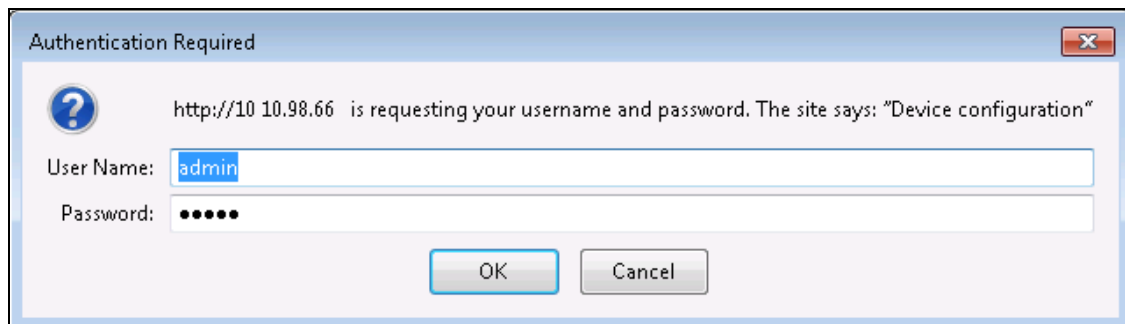 Authentication Required
http://10 10.98.66 is requesting your username and password. The site says: "Device configuration"
User Name: admin
Password: •••••
OK Cancel